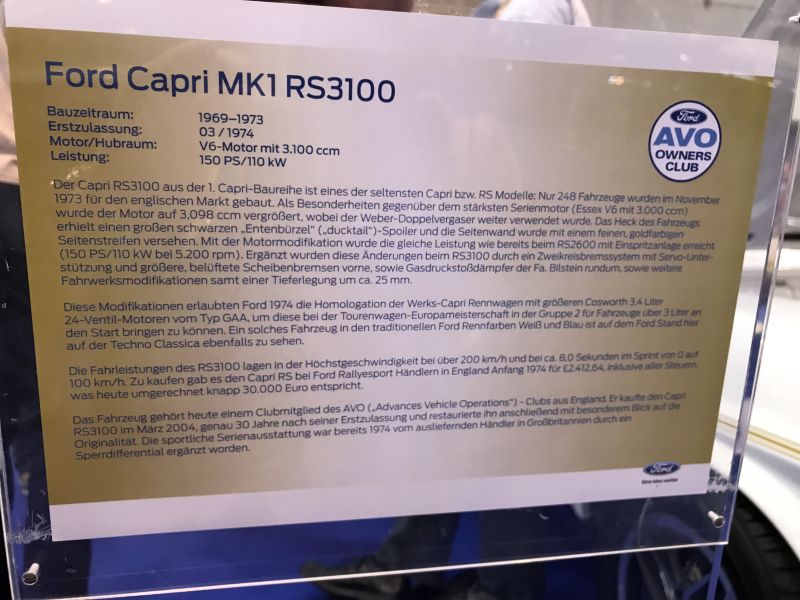 Ford Capri MK1 RS3100
Bauzeitraum: 1969–1973
Erstzulassung: 03 / 1974
Motor/Hubraum: V6-Motor mit 3.100 ccm
Leistung: 150 PS/110 kW
Ford
AVO
OWNERS
CLUB
Der Capri RS3100 aus der 1. Capri-Baureihe ist eines der seltensten Capri bzw. RS Modelle: Nur 248 Fahrzeuge wurden im November
1973 für den englischen Markt gebaut. Als Besonderheiten gegenüber dem stärksten Serienmotor (Essex V6 mit 3.000 ccm)
wurde der Motor auf 3,098 ccm vergrößert, wobei der Weber-Doppelvergaser weiter verwendet wurde. Das Heck des Fahrzeugs
erhielt einen großen schwarzen „Entenbürzel“ („ducktail“)-Spoiler und die Seitenwand wurde mit einem feinen, goldfarbigen
Seitenstreifen versehen. Mit der Motormodifikation wurde die gleiche Leistung wie bereits beim RS2600 mit Einspritzanlage erreicht
(150 PS/110 kW bei 5.200 rpm). Ergänzt wurden diese Änderungen beim RS3100 durch ein Zweikreisbremssystem mit Servo-Unter-
stützung und größere, belüftete Scheibenbremsen vorne, sowie Gasdruckstoßdämpfer der Fa. Bilstein rundum, sowie weitere
Fahrwerksmodifikationen samt einer Tieferlegung um ca. 25 mm.
Diese Modifikationen erlaubten Ford 1974 die Homologation der Werks-Capri Rennwagen mit größeren Cosworth 3,4 Liter
24-Ventil-Motoren vom Typ GAA, um diese bei der Tourenwagen-Europameisterschaft in der Gruppe 2 für Fahrzeuge über 3 Liter an
den Start bringen zu können. Ein solches Fahrzeug in den traditionellen Ford Rennfarben Weiß und Blau ist auf dem Ford Stand hier
auf der Techno Classica ebenfalls zu sehen.
Die Fahrleistungen des RS3100 lagen in der Höchstgeschwindigkeit bei über 200 km/h und bei ca. 8,0 Sekunden im Sprint von 0 auf
100 km/h. Zu kaufen gab es den Capri RS bei Ford Rallyesport Händlern in England Anfang 1974 für £2.412,64, inklusive aller Steuern,
was heute umgerechnet knapp 30.000 Euro entspricht.
Das Fahrzeug gehört heute einem Clubmitglied des AVO („Advances Vehicle Operations“) - Clubs aus England. Er kaufte den Capri
RS3100 im März 2004, genau 30 Jahre nach seiner Erstzulassung und restaurierte ihn anschließend mit besonderem Blick auf die
Originalität. Die sportliche Serienausstattung war bereits 1974 vom ausliefernden Händler in Großbritannien durch ein
Sperrdifferential ergänzt worden.
Ford
Eine Idee weiter